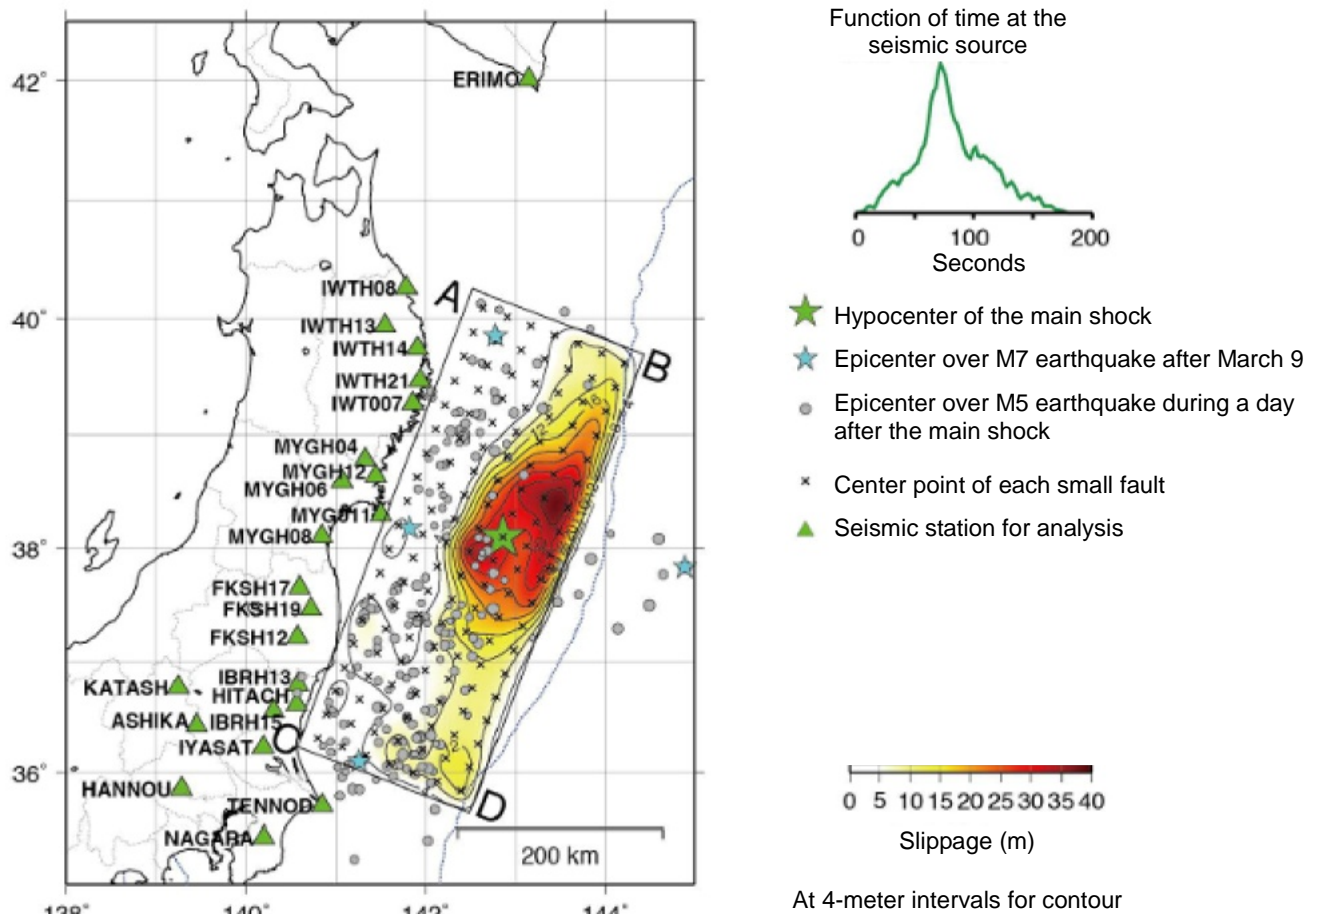 Function of time at the
seismic source
0 100 200
Seconds
Hypocenter of the main shock
Epicenter over M7 earthquake after March 9
Epicenter over M5 earthquake during a day
after the main shock
Center point of each small fault
Seismic station for analysis
0 5 10 15 20 25 30 35 40
Slippage (m)
At 4-meter intervals for contour
42°
40°
38°
36°
138°
140°
142°
144°
ERIMO
IWTH08
IWTH13
IWTH14
IWTH21
IWT007
MYGH04
MYGH12
MYGH06
MYG011
MYGH08
FKSH17
FKSH19
FKSH12
IBRH13
KATASH
HITACH
ASHIKA
IBRH15
IYASAT
HANNOU
TENNOD
NAGARA
A
B
C
D
12
200 km